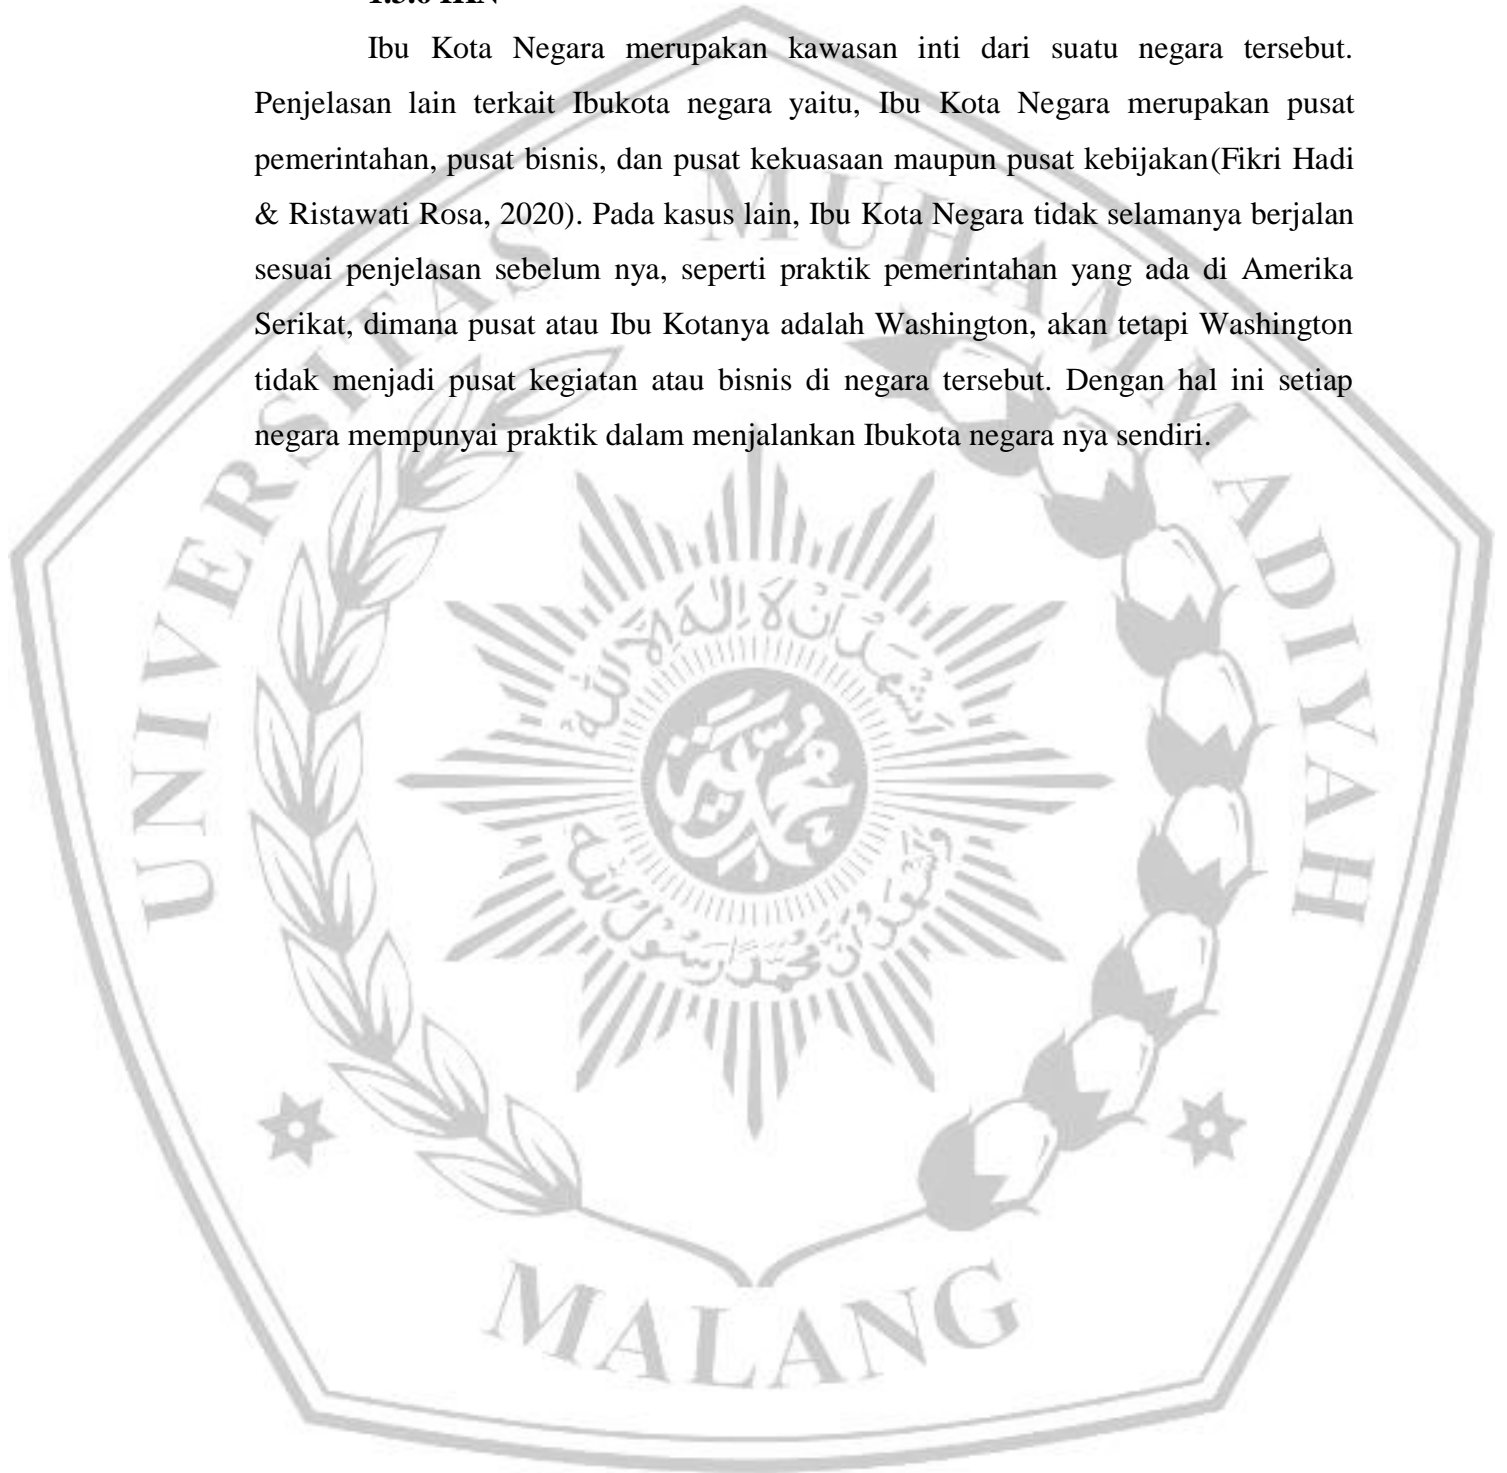 Ibu Kota Negara merupakan kawasan inti dari suatu negara tersebut.
Penjelasan lain terkait Ibukota negara yaitu, Ibu Kota Negara merupakan pusat
pemerintahan, pusat bisnis, dan pusat kekuasaan maupun pusat kebijakan(Fikri Hadi
& Ristawati Rosa, 2020). Pada kasus lain, Ibu Kota Negara tidak selamanya berjalan
sesuai penjelasan sebelum nya, seperti praktik pemerintahan yang ada di Amerika
Serikat, dimana pusat atau Ibu Kotanya adalah Washington, akan tetapi Washington
tidak menjadi pusat kegiatan atau bisnis di negara tersebut. Dengan hal ini setiap
negara mempunyai praktik dalam menjalankan Ibukota negara nya sendiri.
UNIVERSITAS MUHAMMADIYAH
MALANG